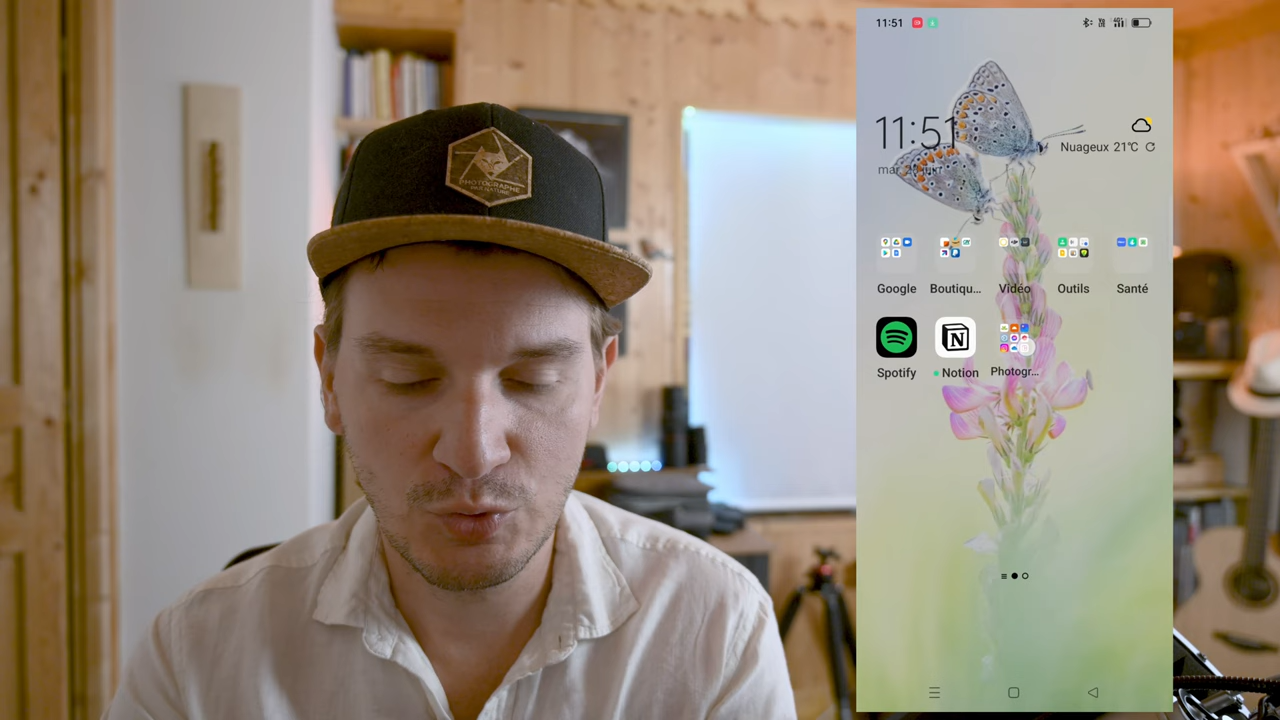 11:51
11:51
Nuageux 21°C
Google
Boutiqu...
Vidéo
Outils
Santé
Spotify
Notion
Photogr...
PHOTOGRAPHE